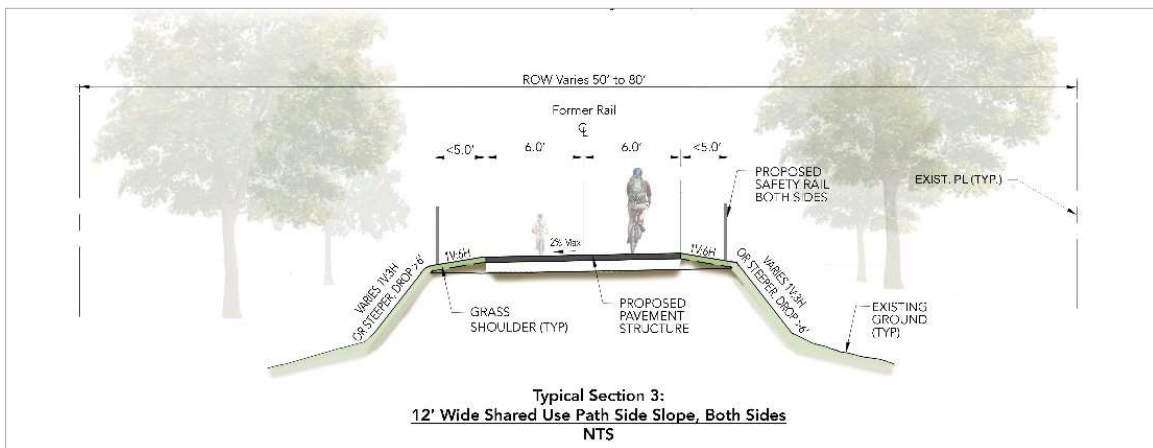 ROW Varies 50' to 80'
Former Rail
℄
<5.0'
6.0'
6.0'
<5.0'
PROPOSED
SAFETY RAIL
BOTH SIDES
EXIST. PL (TYP.)
2% Max
1V:6H
1V:6H
VARIES 1V:3H
OR STEEPER, DROP >6'
VARIES 1V:3H
OR STEEPER, DROP >6'
GRASS
SHOULDER (TYP)
PROPOSED
PAVEMENT
STRUCTURE
EXISTING
GROUND
(TYP)
Typical Section 3:
12' Wide Shared Use Path Side Slope, Both Sides
NTS